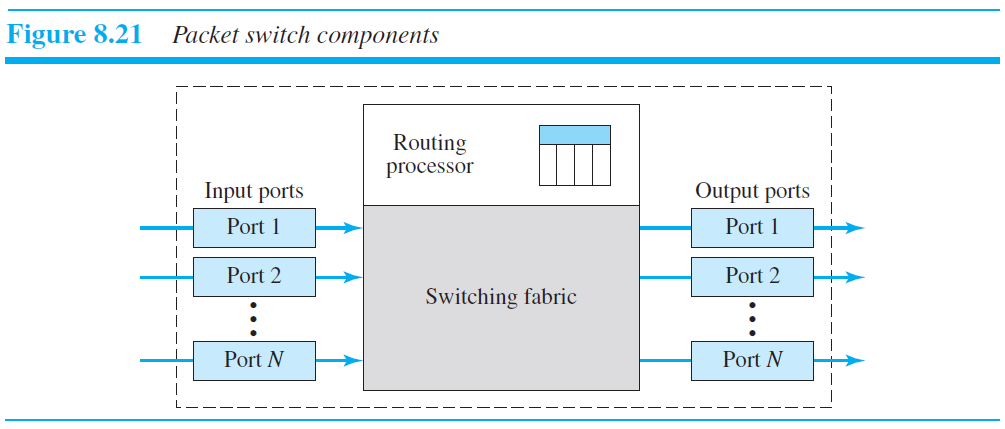 Figure 8.21 Packet switch components
Routing
processor
Input ports
Output ports
Port 1
Port 1
Port 2
Port 2
Switching fabric
Port N
Port N